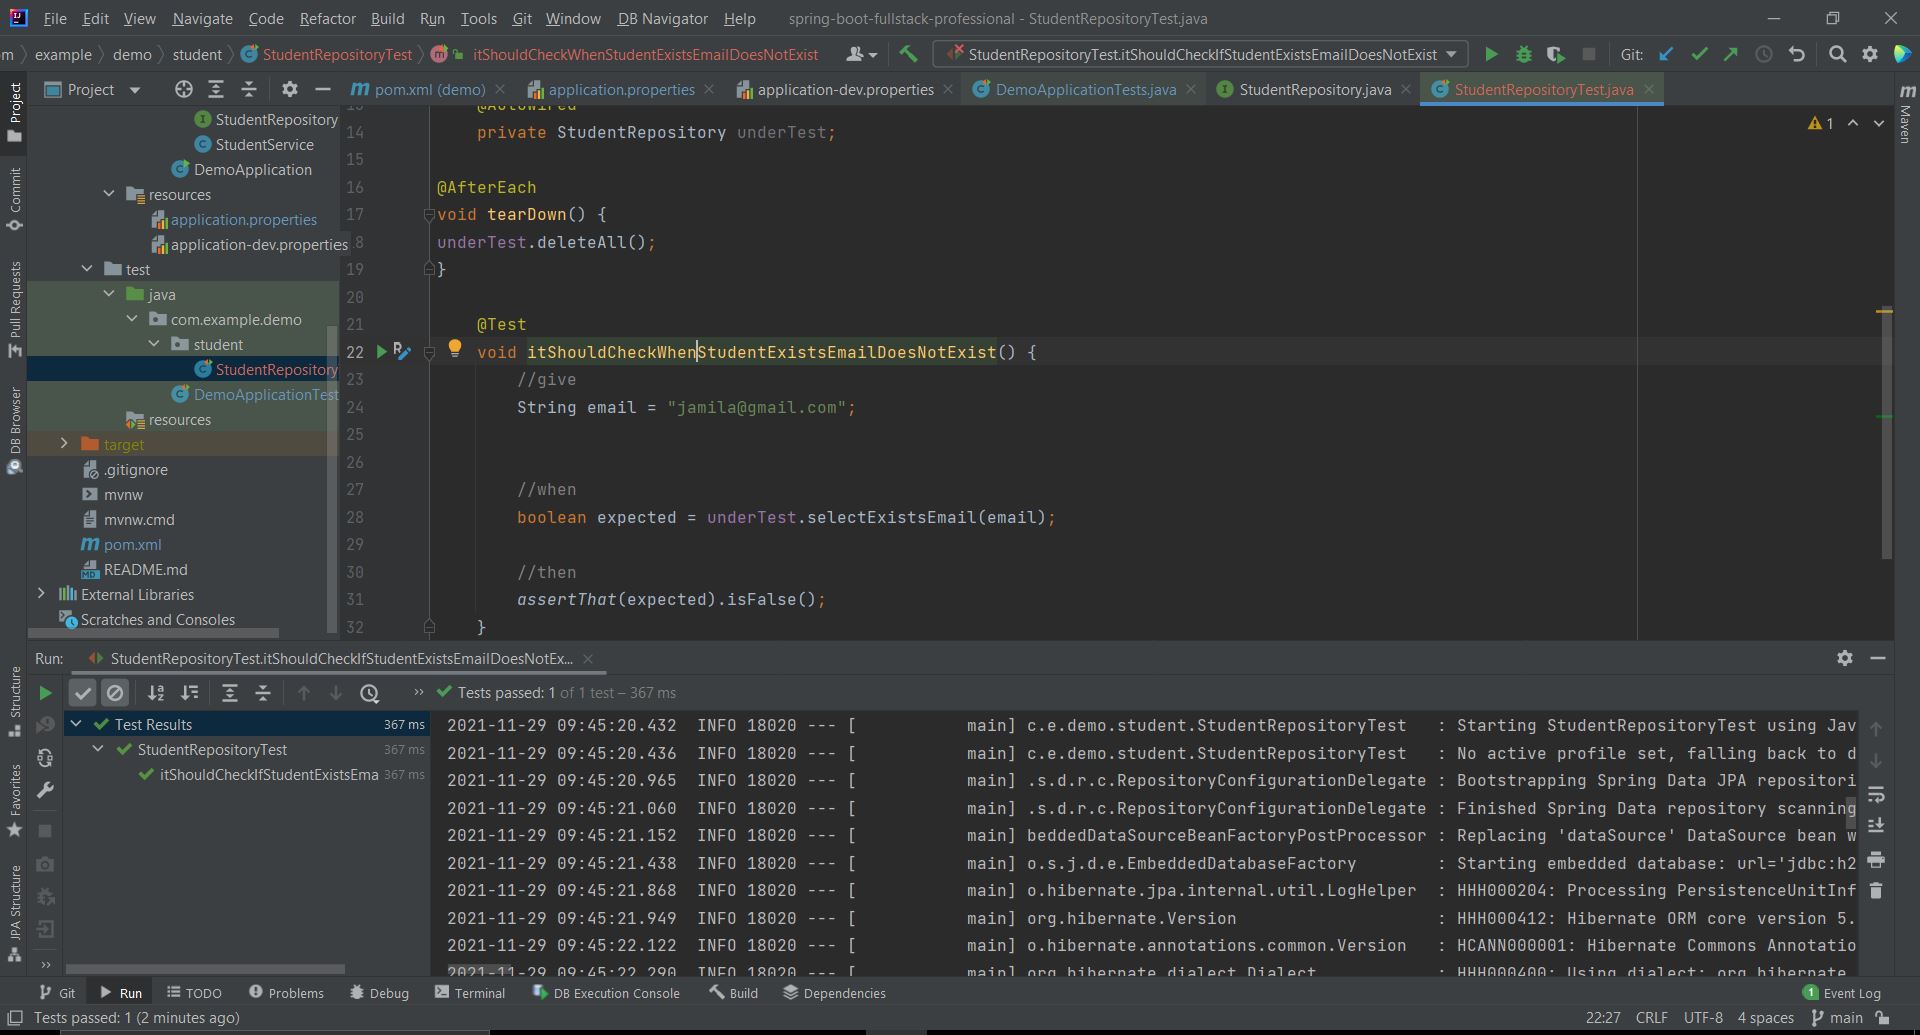 File Edit View Navigate Code Refactor Build Run Tools Git Window DB Navigator Help spring-boot-fullstack-professional - StudentRepositoryTest.java
m example demo student StudentRepositoryTest itShouldCheckWhenStudentExistsEmailDoesNotExist StudentRepositoryTest.itShouldCheckIfStudentExistsEmailDoesNotExist Git:
Project pom.xml (demo) application.properties application-dev.properties DemoApplicationTests.java StudentRepository.java StudentRepositoryTest.java
Project
Commit
Pull Requests
DB Browser
Structure
Favorites
JPA Structure
Maven
StudentRepository
StudentService
DemoApplication
resources
application.properties
application-dev.properties
test
java
com.example.demo
student
StudentRepository
DemoApplicationTest
resources
target
.gitignore
mvnw
mvnw.cmd
pom.xml
README.md
External Libraries
Scratches and Consoles
1
13 @Autowired
14 private StudentRepository underTest;
15
16 @AfterEach
17 void tearDown() {
8 underTest.deleteAll();
19 }
20
21 @Test
22 void itShouldCheckWhenStudentExistsEmailDoesNotExist() {
23 //give
24 String email = "jamila@gmail.com";
25
26
27 //when
28 boolean expected = underTest.selectExistsEmail(email);
29
30 //then
31 assertThat(expected).isFalse();
32 }
Run: StudentRepositoryTest.itShouldCheckIfStudentExistsEmailDoesNotEx...
Tests passed: 1 of 1 test – 367 ms
Test Results 367 ms
StudentRepositoryTest 367 ms
itShouldCheckIfStudentExistsEma 367 ms
2021-11-29 09:45:20.432 INFO 18020 --- [ main] c.e.demo.student.StudentRepositoryTest : Starting StudentRepositoryTest using Jav
2021-11-29 09:45:20.436 INFO 18020 --- [ main] c.e.demo.student.StudentRepositoryTest : No active profile set, falling back to d
2021-11-29 09:45:20.965 INFO 18020 --- [ main] .s.d.r.c.RepositoryConfigurationDelegate : Bootstrapping Spring Data JPA repositori
2021-11-29 09:45:21.060 INFO 18020 --- [ main] .s.d.r.c.RepositoryConfigurationDelegate : Finished Spring Data repository scanning
2021-11-29 09:45:21.152 INFO 18020 --- [ main] beddedDataSourceBeanFactoryPostProcessor : Replacing 'dataSource' DataSource bean w
2021-11-29 09:45:21.438 INFO 18020 --- [ main] o.s.j.d.e.EmbeddedDatabaseFactory : Starting embedded database: url='jdbc:h2
2021-11-29 09:45:21.868 INFO 18020 --- [ main] o.hibernate.jpa.internal.util.LogHelper : HHH000204: Processing PersistenceUnitInf
2021-11-29 09:45:21.949 INFO 18020 --- [ main] org.hibernate.Version : HHH000412: Hibernate ORM core version 5.
2021-11-29 09:45:22.122 INFO 18020 --- [ main] o.hibernate.annotations.common.Version : HCANN000001: Hibernate Commons Annotatio
2021-11-29 09:45:22.290 INFO 18020 --- [ main] org.hibernate.dialect.Dialect : HHH000400: Using dialect: org.hibernate.
Git Run TODO Problems Debug Terminal DB Execution Console Build Dependencies 1 Event Log
Tests passed: 1 (2 minutes ago) 22:27 CRLF UTF-8 4 spaces main